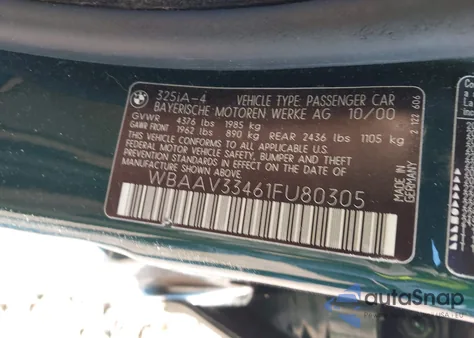 325iA-4 VEHICLE TYPE: PASSENGER CAR
BAYERISCHE MOTOREN WERKE AG 10/00
GVWR 4376 lbs 1985 kg
GAWR FRONT 1962 lbs 890 kg REAR 2436 lbs 1105 kg
THIS VEHICLE CONFORMS TO ALL APPLICABLE U.S.
FEDERAL MOTOR VEHICLE SAFETY, BUMPER AND THEFT
PREVENTION STANDARDS IN EFFECT ON THE DATE OF
MANUFACTURE SHOWN ABOVE.
WBAAV33461FU80305
MADE IN GERMANY
2 122 606
autoSnap